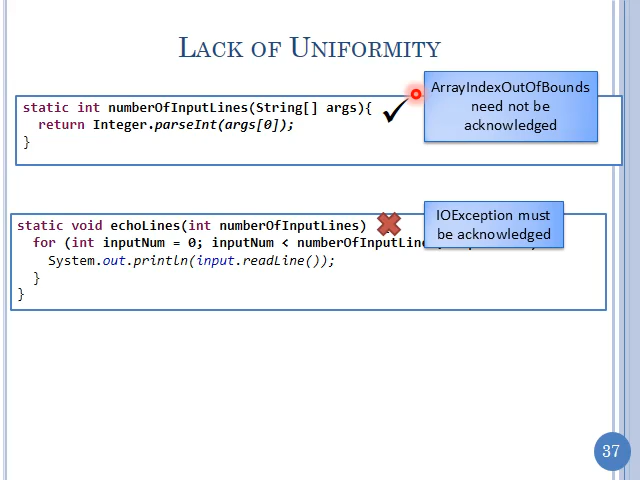 LACK OF UNIFORMITY
ArrayIndexOutOfBounds
need not be
acknowledged
static int numberOfInputLines(String[] args){
return Integer.parseInt(args[0]);
}
IOException must
be acknowledged
static void echoLines(int numberOfInputLines)
for (int inputNum = 0; inputNum < numberOfInputLine
System.out.println(input.readLine());
}
}
37